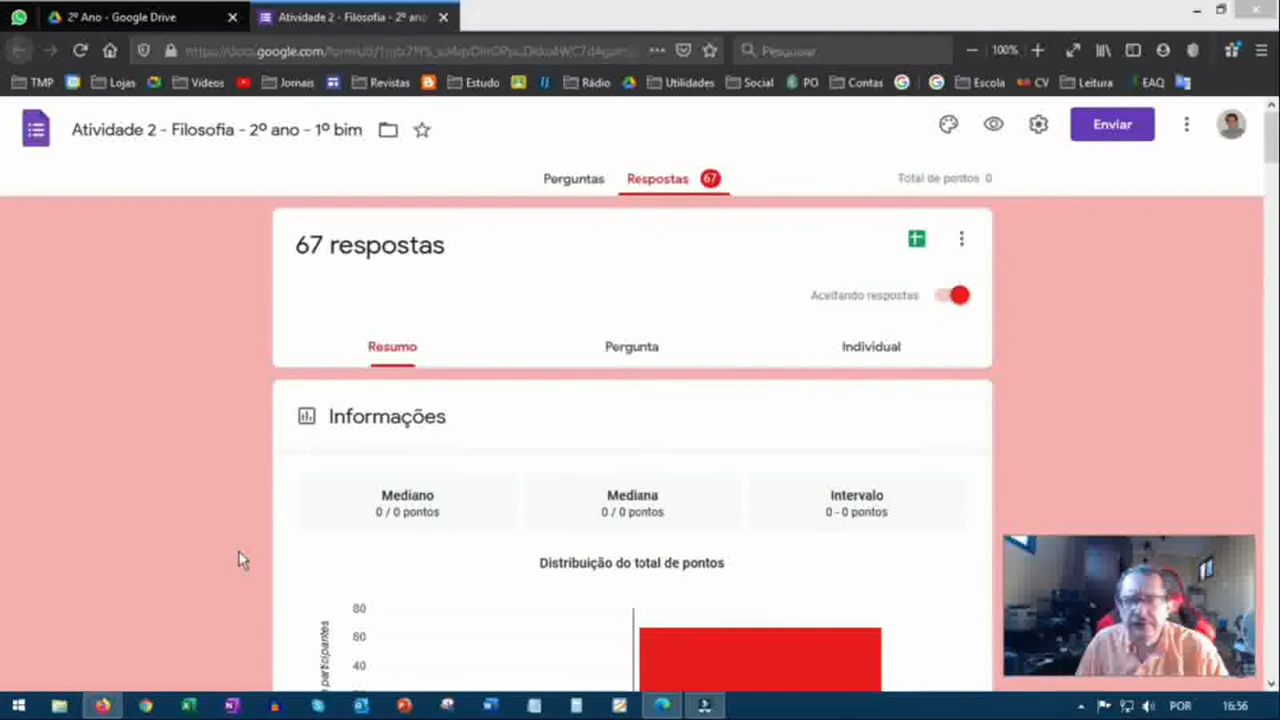 2º Ano - Google Drive
Atividade 2 - Filosofia - 2º ano
100%
Pesquisar
TMP Lojas Vídeos Jornais Revistas Estudo Rádio Utilidades Social PO Contas Escola CV Leitura EAQ
Atividade 2 - Filosofia - 2º ano - 1º bim
Enviar
Perguntas Respostas 67 Total de pontos 0
67 respostas
Aceitando respostas
Resumo Pergunta Individual
Informações
Mediano Mediana Intervalo
0 / 0 pontos 0 / 0 pontos 0 - 0 pontos
Distribuição do total de pontos
80
60
40
participantes
POR 16:56